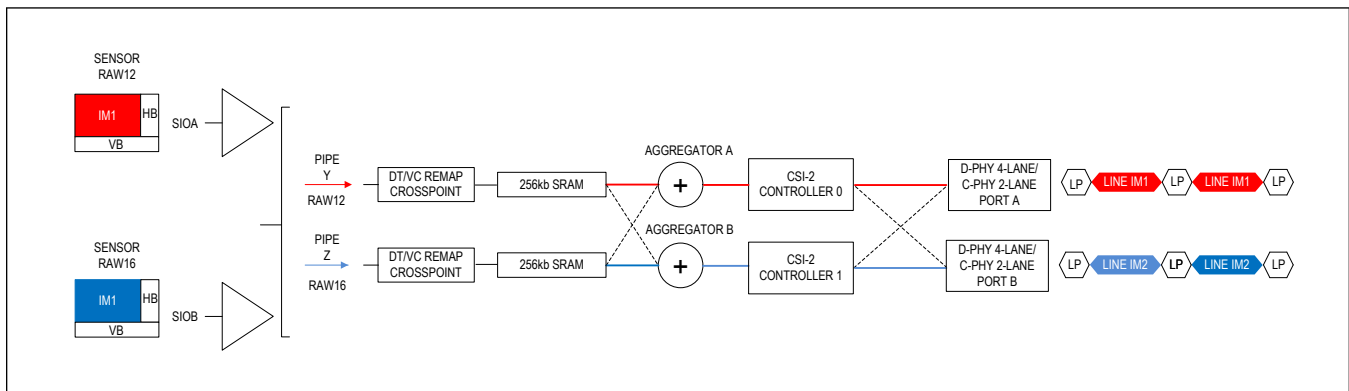 SENSOR
RAW12
IM1
HB
VB
SIOA
PIPE
Y
RAW12
DT/VC REMAP
CROSSPOINT
256kb SRAM
AGGREGATOR A
+
CSI-2
CONTROLLER 0
D-PHY 4-LANE/
C-PHY 2-LANE
PORT A
LP
LINE IM1
LP
LINE IM1
LP
SENSOR
RAW16
IM1
HB
VB
SIOB
PIPE
Z
RAW16
DT/VC REMAP
CROSSPOINT
256kb SRAM
AGGREGATOR B
+
CSI-2
CONTROLLER 1
D-PHY 4-LANE/
C-PHY 2-LANE
PORT B
LP
LINE IM2
LP
LINE IM2
LP